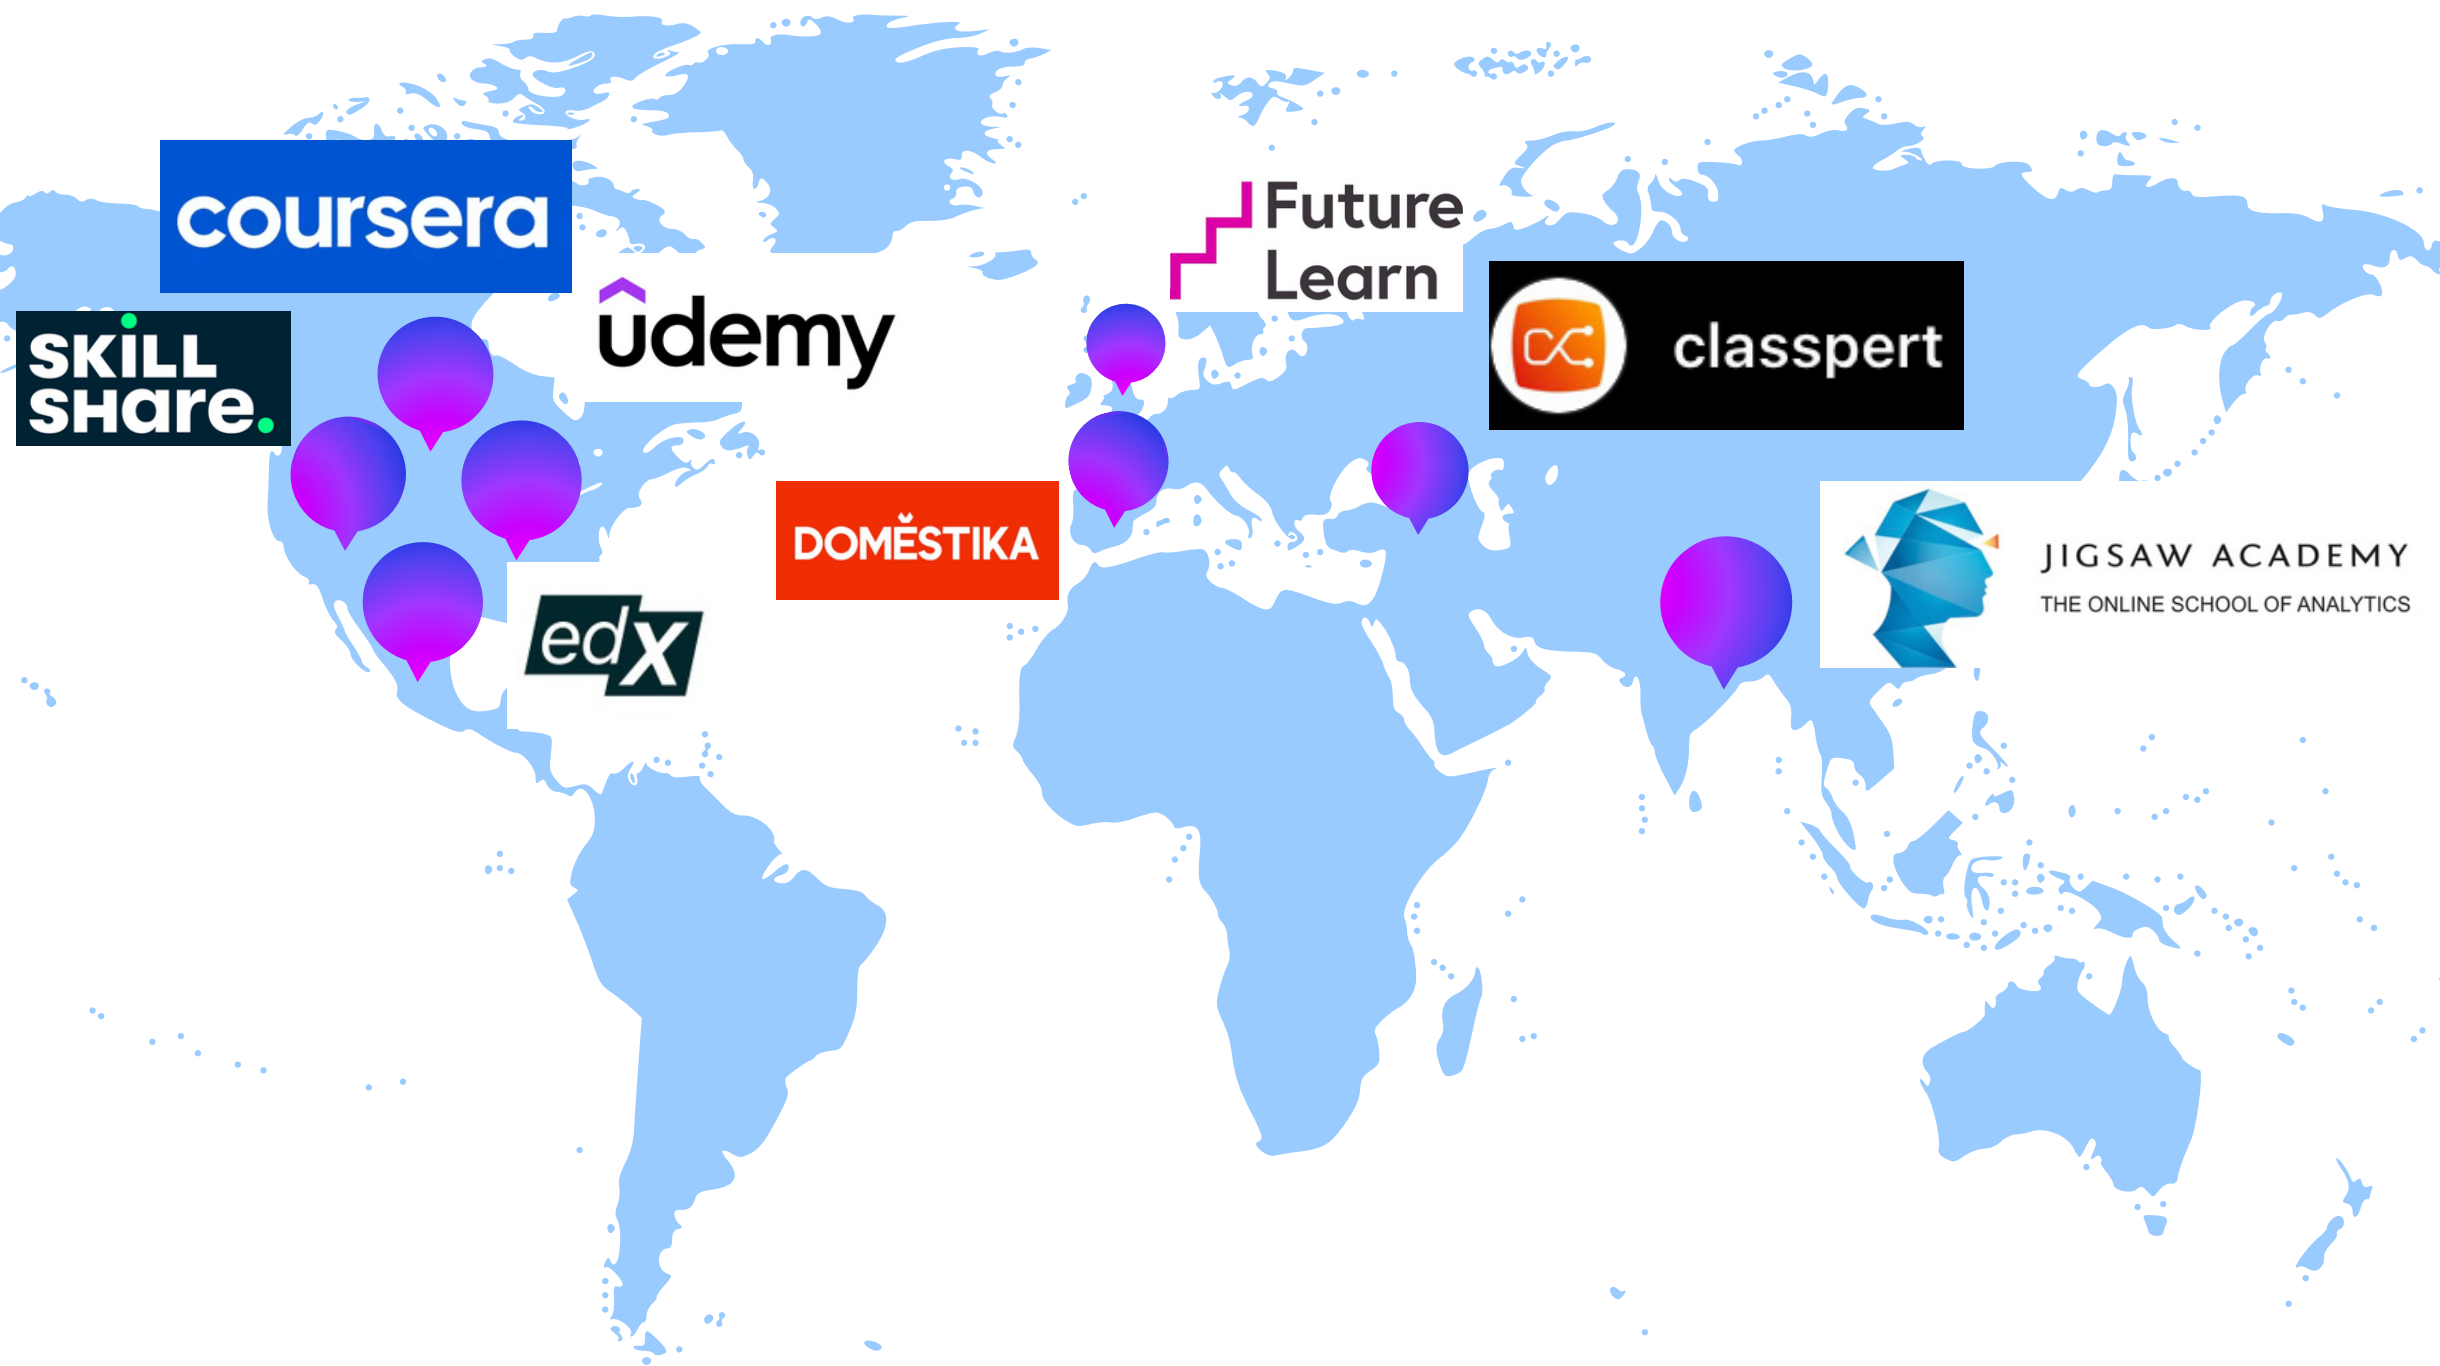 coursera
Future
Learn
udemy
SKILL
SHare.
classpert
DOMESTIKA
JIGSAW ACADEMY
THE ONLINE SCHOOL OF ANALYTICS
edX